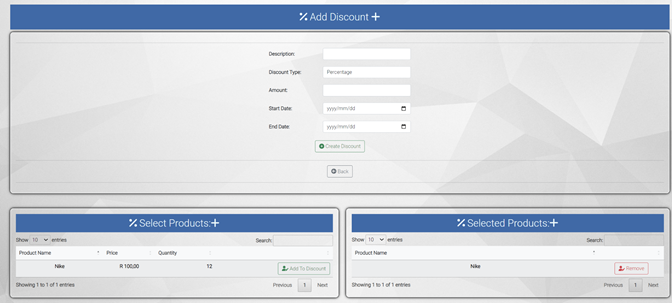 Add Discount
Description:
Discount Type: Percentage
Amount:
Start Date: yyyy/mm/dd
End Date: yyyy/mm/dd
Create Discount
Back
Select Products:
Show 10 entries Search:
Product Name Price Quantity
Nike R 100,00 12 Add To Discount
Showing 1 to 1 of 1 entries Previous 1 Next
Selected Products:
Show 10 entries Search:
Product Name
Nike Remove
Showing 1 to 1 of 1 entries Previous 1 Next